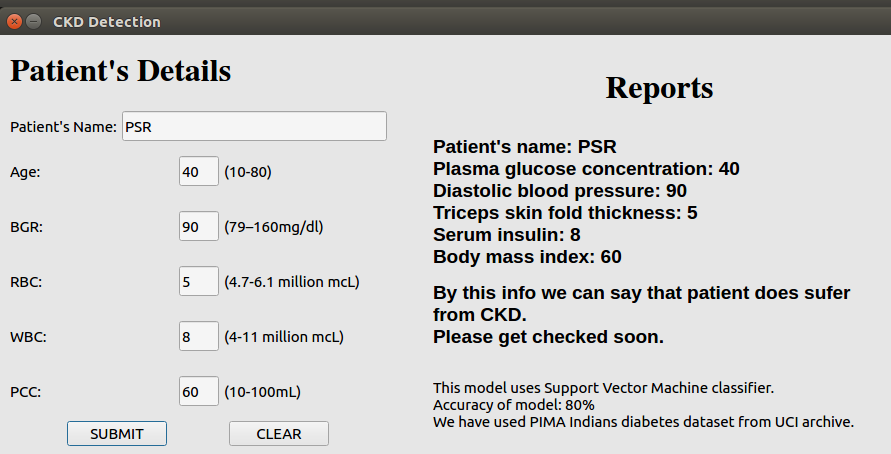 CKD Detection
Patient's Details
Patient's Name: PSR
Age: 40 (10-80)
BGR: 90 (79–160mg/dl)
RBC: 5 (4.7-6.1 million mcL)
WBC: 8 (4-11 million mcL)
PCC: 60 (10-100mL)
SUBMIT CLEAR
Reports
Patient's name: PSR
Plasma glucose concentration: 40
Diastolic blood pressure: 90
Triceps skin fold thickness: 5
Serum insulin: 8
Body mass index: 60
By this info we can say that patient does sufer
from CKD.
Please get checked soon.
This model uses Support Vector Machine classifier.
Accuracy of model: 80%
We have used PIMA Indians diabetes dataset from UCI archive.